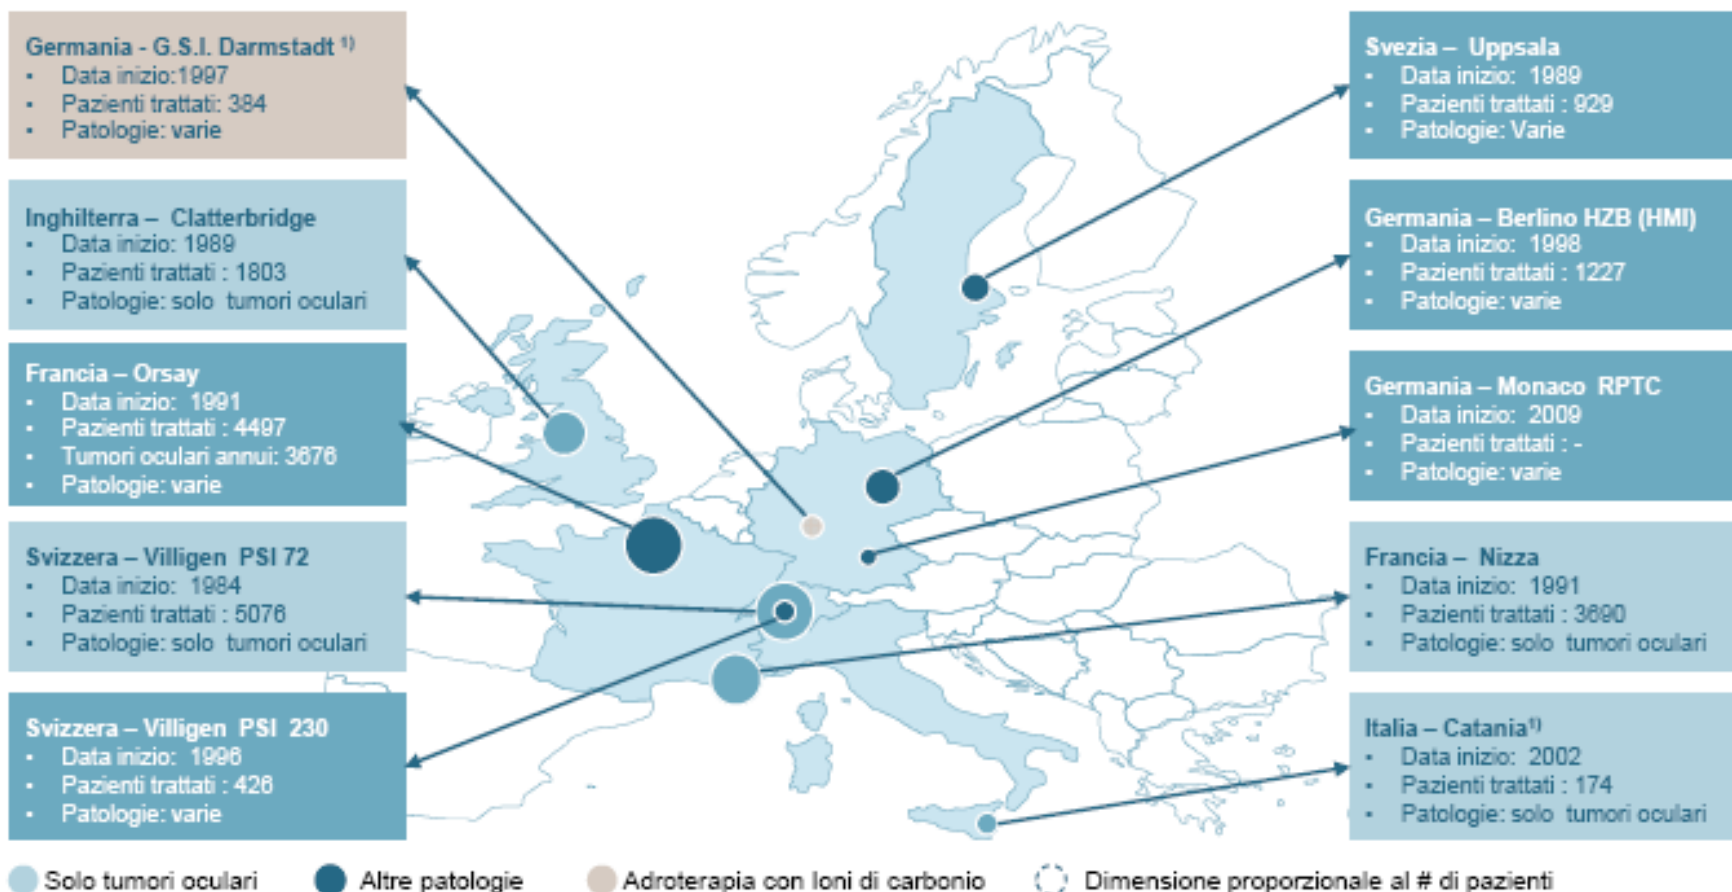 Germania - G.S.I. Darmstadt ¹⁾
▪ Data inizio:1997
▪ Pazienti trattati: 384
▪ Patologie: varie
Inghilterra – Clatterbridge
▪ Data inizio: 1989
▪ Pazienti trattati : 1803
▪ Patologie: solo tumori oculari
Francia – Orsay
▪ Data inizio: 1991
▪ Pazienti trattati : 4497
▪ Tumori oculari annui: 3676
▪ Patologie: varie
Svizzera – Villigen PSI 72
▪ Data inizio: 1984
▪ Pazienti trattati : 5076
▪ Patologie: solo tumori oculari
Svizzera – Villigen PSI 230
▪ Data inizio: 1996
▪ Pazienti trattati : 426
▪ Patologie: varie
Svezia – Uppsala
▪ Data inizio: 1989
▪ Pazienti trattati : 929
▪ Patologie: Varie
Germania – Berlino HZB (HMI)
▪ Data inizio: 1998
▪ Pazienti trattati : 1227
▪ Patologie: varie
Germania – Monaco RPTC
▪ Data inizio: 2009
▪ Pazienti trattati : -
▪ Patologie: varie
Francia – Nizza
▪ Data inizio: 1991
▪ Pazienti trattati : 3690
▪ Patologie: solo tumori oculari
Italia – Catania¹⁾
▪ Data inizio: 2002
▪ Pazienti trattati : 174
▪ Patologie: solo tumori oculari
Solo tumori oculari
Altre patologie
Adroterapia con Ioni di carbonio
Dimensione proporzionale al # di pazienti